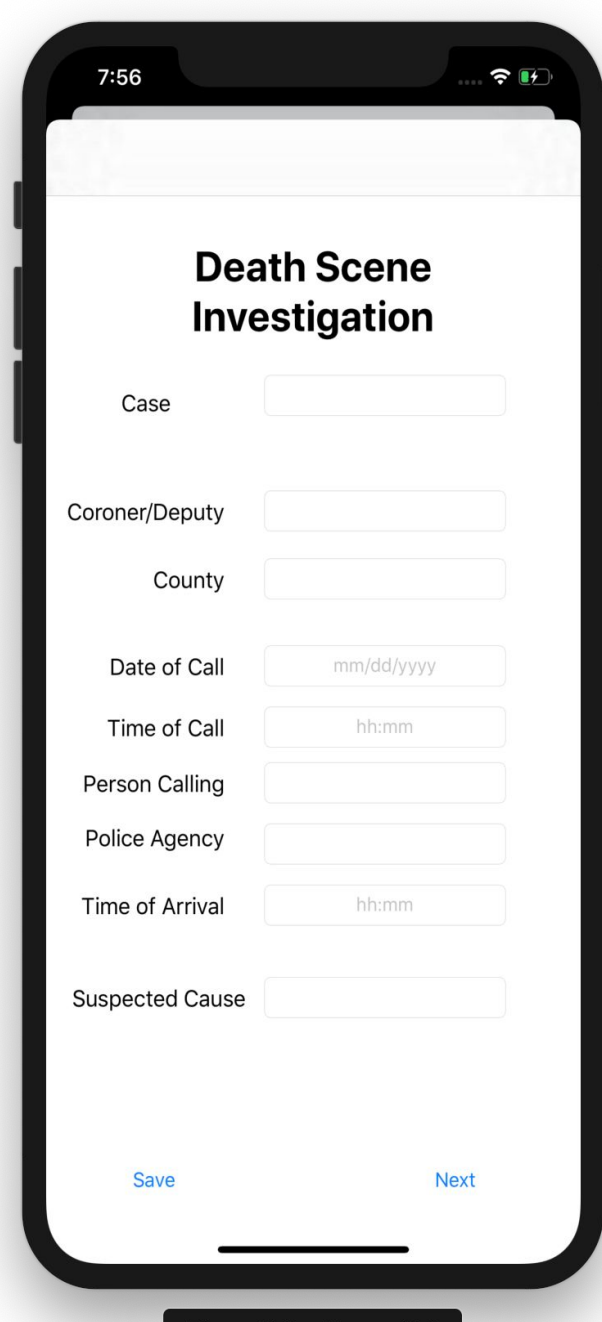 7:56
Death Scene
Investigation
Case
Coroner/Deputy
County
Date of Call mm/dd/yyyy
Time of Call hh:mm
Person Calling
Police Agency
Time of Arrival hh:mm
Suspected Cause
Save Next